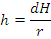 h = dH/r